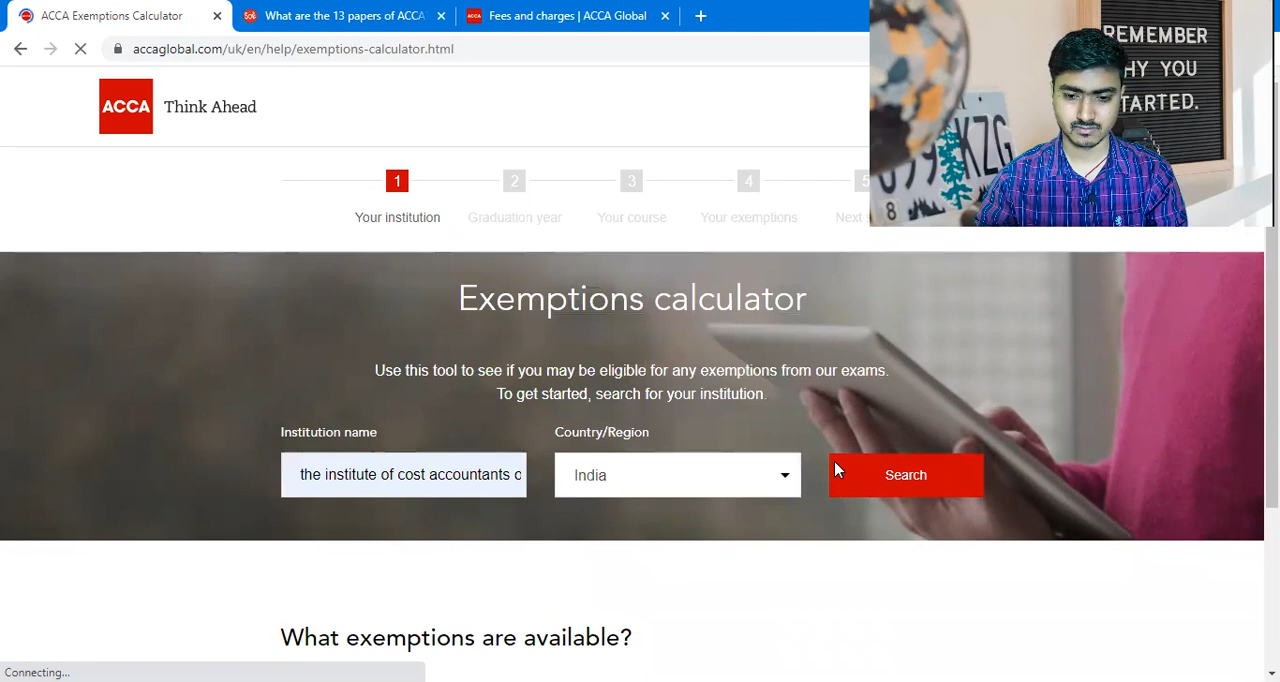 ACCA Exemptions Calculator
What are the 13 papers of ACCA
Fees and charges | ACCA Global
accaglobal.com/uk/en/help/exemptions-calculator.html
REMEMBER
HY YOU
TARTED.
KZG
8
ACCA
Think Ahead
1
2
3
4
5
Your institution
Graduation year
Your course
Your exemptions
Next
Exemptions calculator
Use this tool to see if you may be eligible for any exemptions from our exams.
To get started, search for your institution.
Institution name
Country/Region
the institute of cost accountants o
India
Search
What exemptions are available?
Connecting...